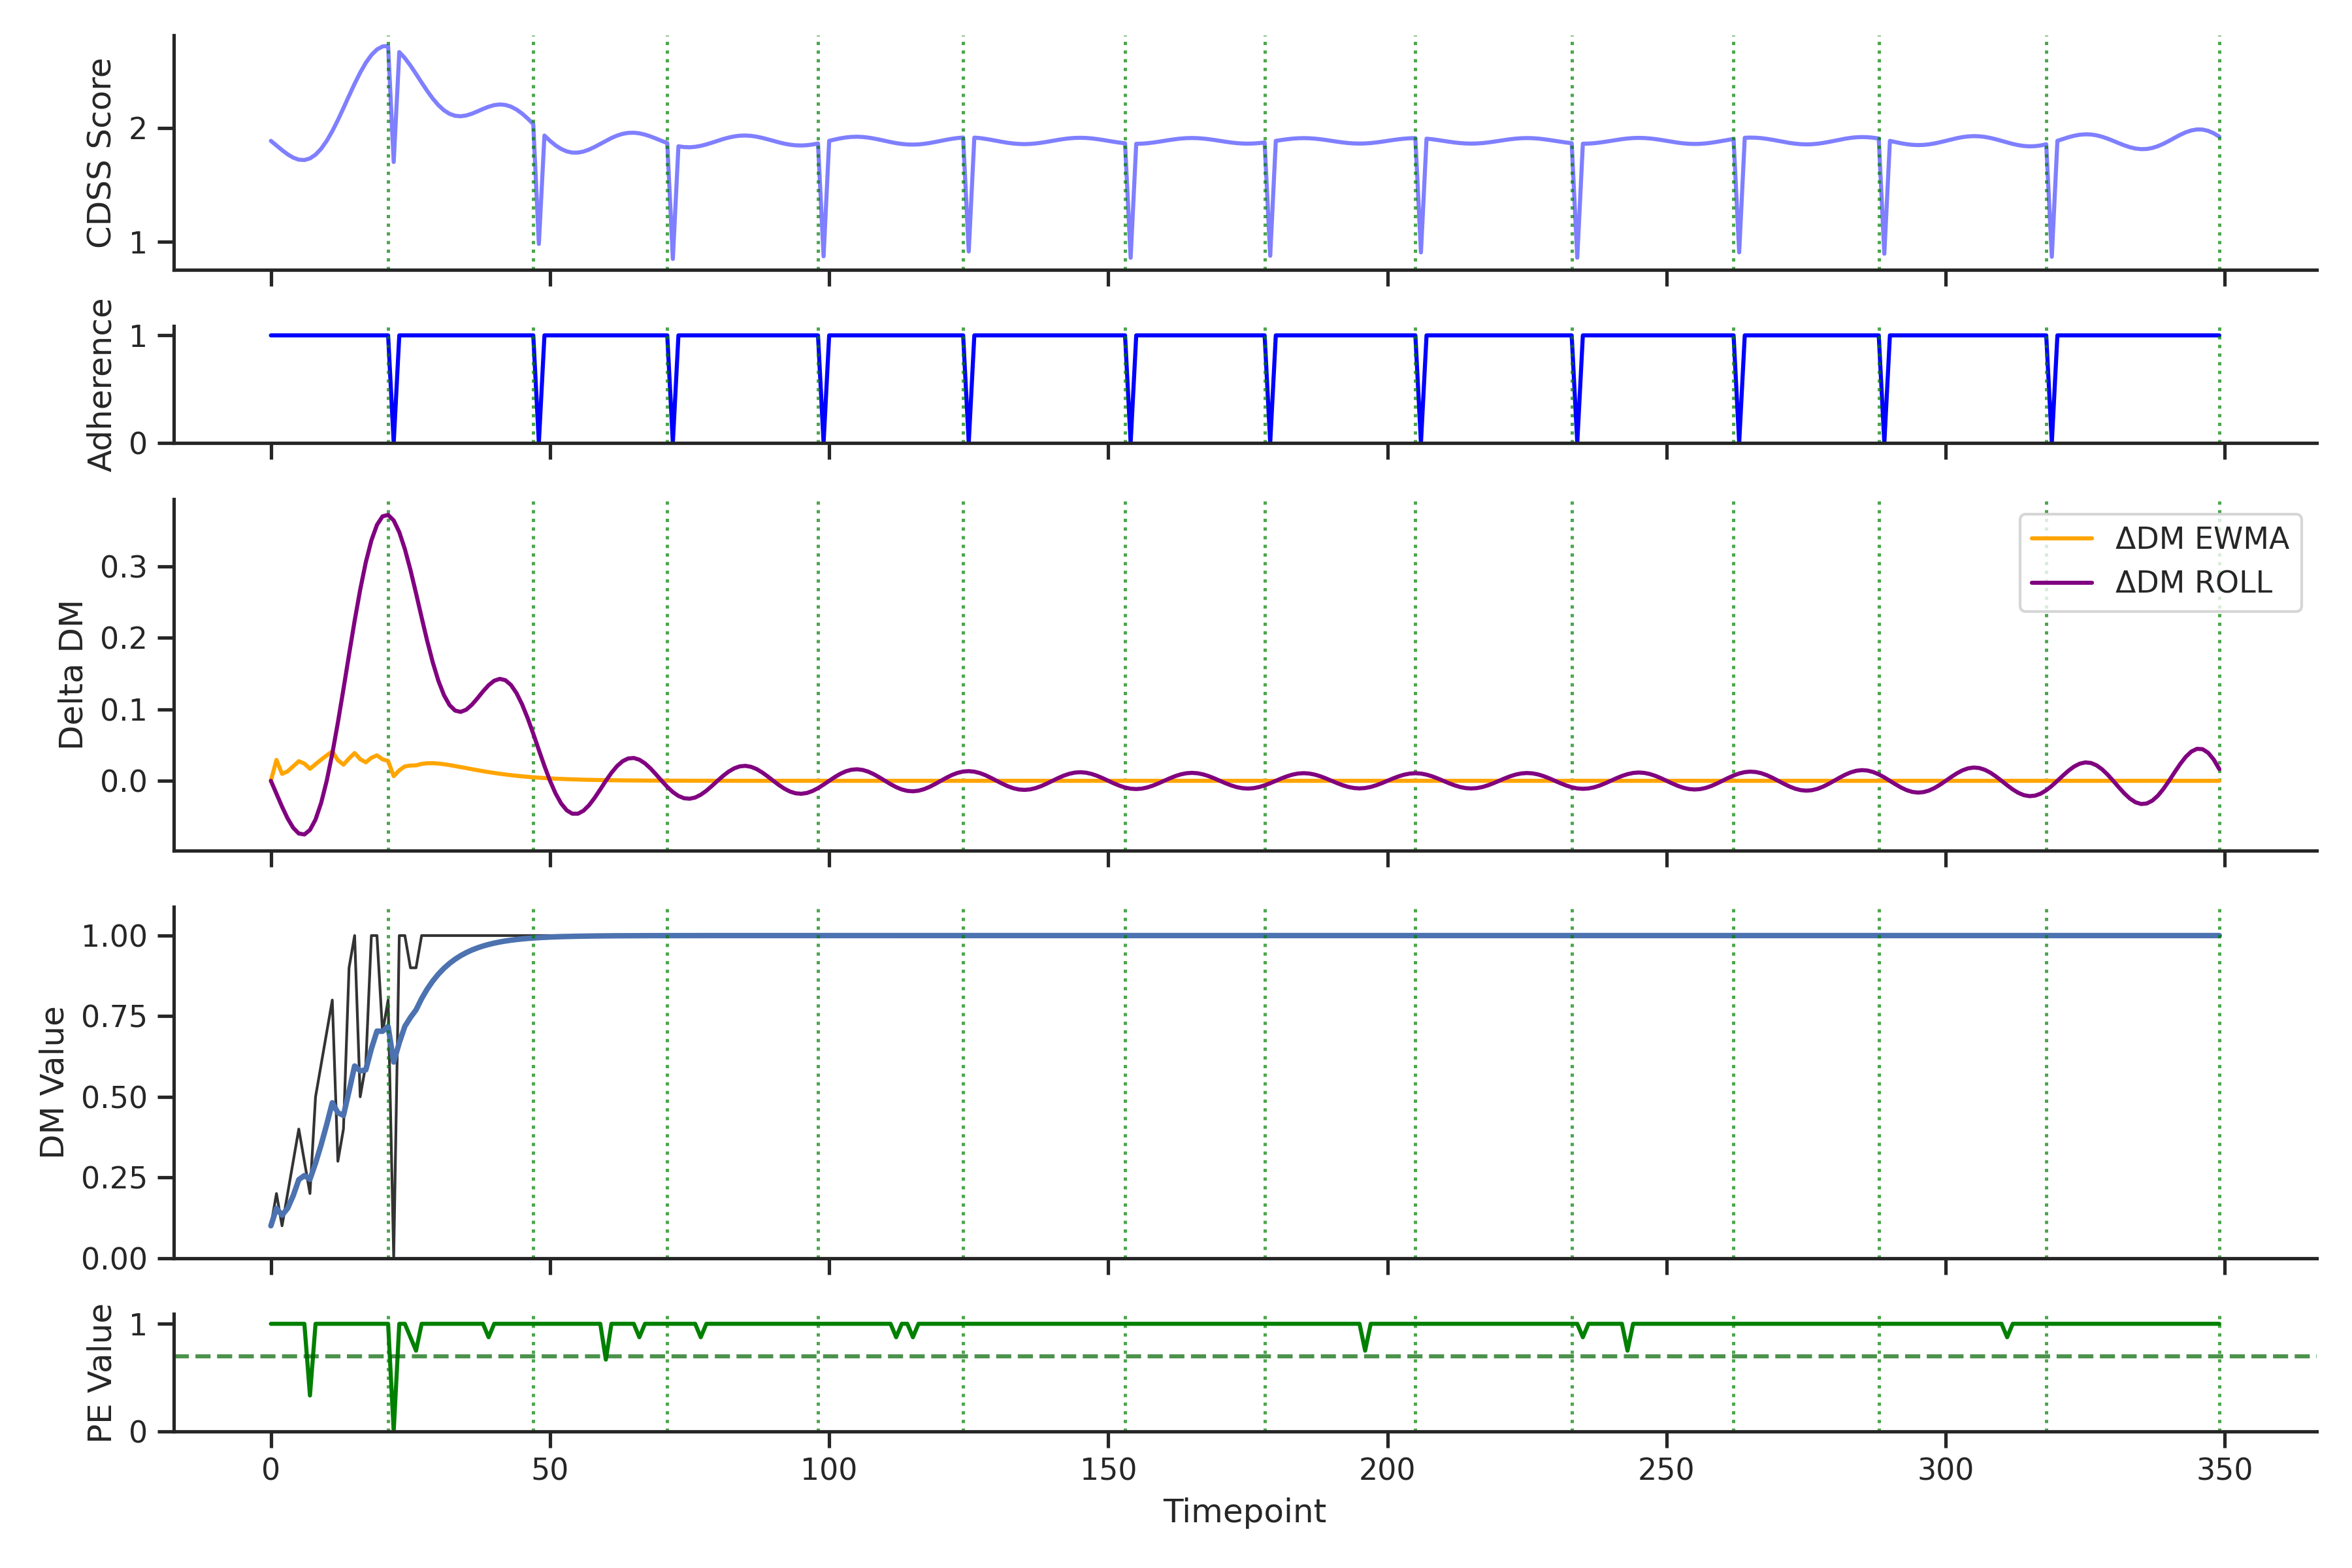 CDSS Score
2
1
Adherence
1
0
Delta DM
0.3
0.2
0.1
0.0
ΔDM EWMA
ΔDM ROLL
DM Value
1.00
0.75
0.50
0.25
0.00
PE Value
1
0
0 50 100 150 200 250 300 350
Timepoint